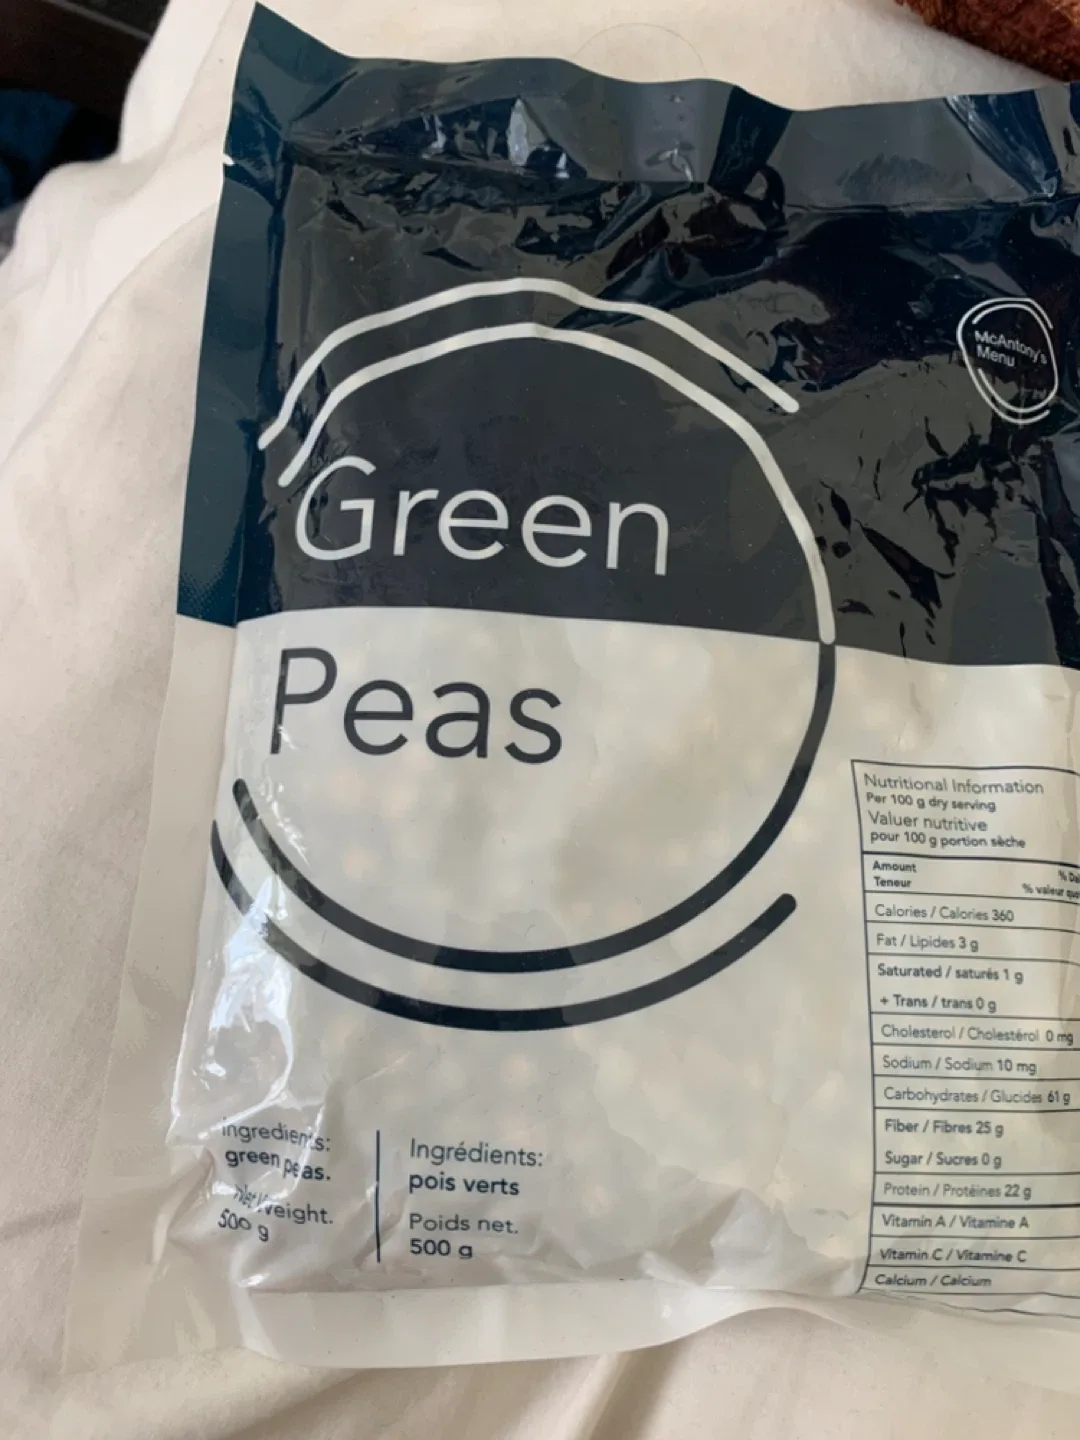 McAntony's
Menu
Green
Peas
Nutritional Information
Per 100 g dry serving
Valuer nutritive
pour 100 g portion sèche
Amount
Teneur
% valeur
Calories / Calories 360
Fat / Lipides 3 g
Saturated / saturés 1 g
+ Trans / trans 0 g
Cholesterol / Cholestérol 0 mg
Sodium / Sodium 10 mg
Carbohydrates / Glucides 61 g
Fiber / Fibres 25 g
Sugar / Sucres 0 g
Protein / Protéines 22 g
Vitamin A / Vitamine A
Vitamin C / Vitamine C
Calcium / Calcium
Ingredients:
green peas.
Net Weight.
500 g
Ingrédients:
pois verts
Poids net.
500 g